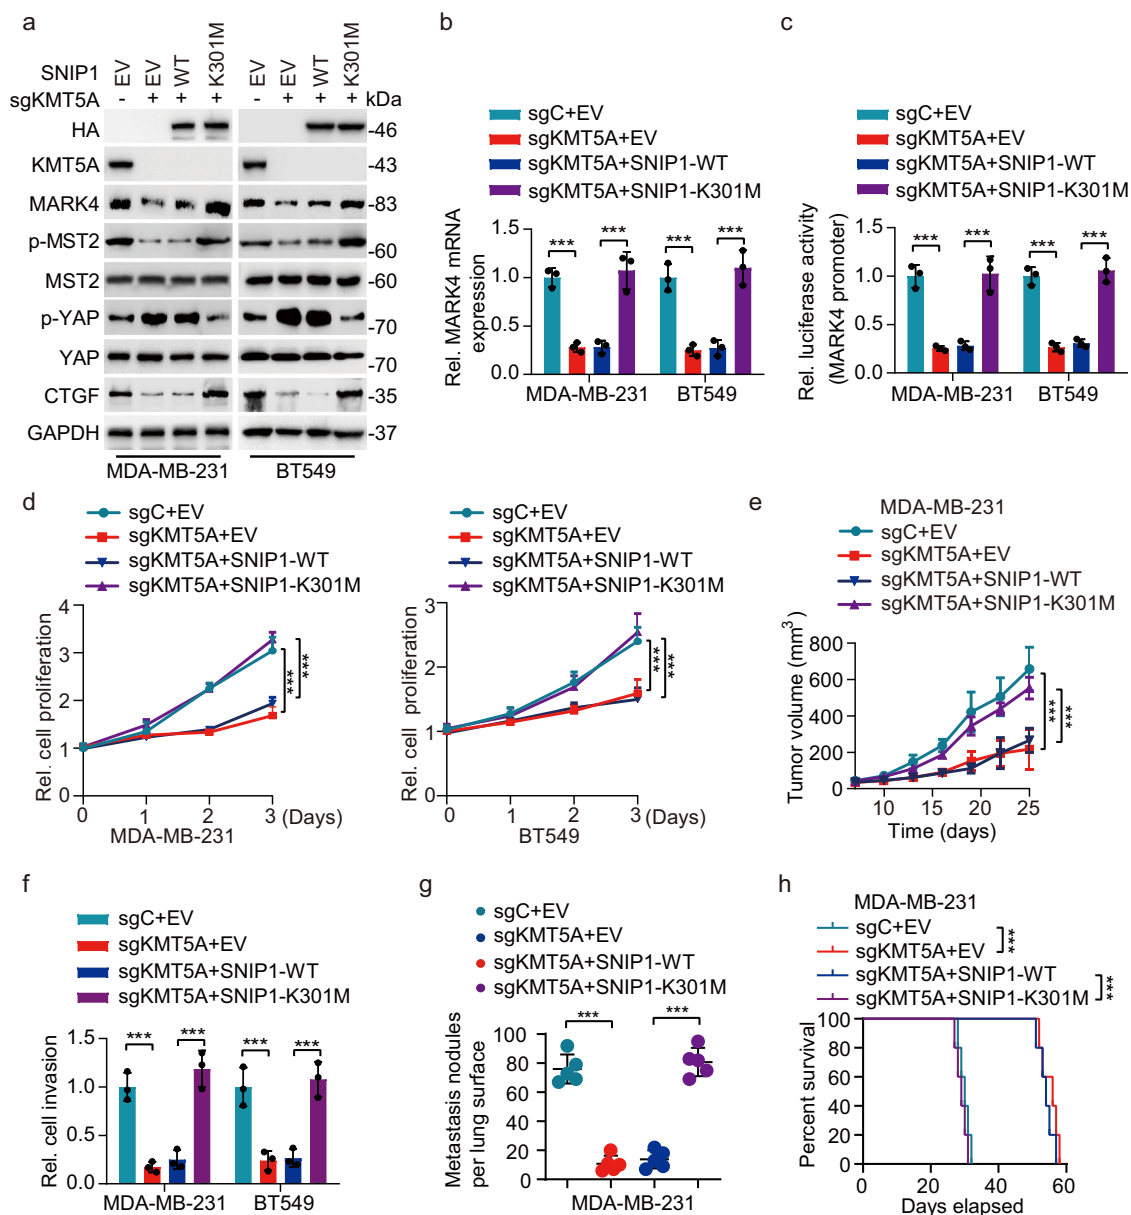 a
SNIP1 EV EV WT K301M EV EV WT K301M
sgKMT5A - + + + - + + + kDa
HA -46
KMT5A -43
MARK4 -83
p-MST2 -60
MST2 -60
p-YAP -70
YAP -70
CTGF -35
GAPDH -37
MDA-MB-231 BT549
b
sgC+EV
sgKMT5A+EV
sgKMT5A+SNIP1-WT
sgKMT5A+SNIP1-K301M
Rel. MARK4 mRNA
expression
1.5
1.0
0.5
0.0
*** *** *** ***
MDA-MB-231 BT549
c
sgC+EV
sgKMT5A+EV
sgKMT5A+SNIP1-WT
sgKMT5A+SNIP1-K301M
Rel. luciferase activity
(MARK4 promoter)
1.5
1.0
0.5
0.0
*** *** *** ***
MDA-MB-231 BT549
d
sgC+EV
sgKMT5A+EV
sgKMT5A+SNIP1-WT
sgKMT5A+SNIP1-K301M
Rel. cell proliferation
4
3
2
1
0
*** ***
0 1 2 3 (Days)
MDA-MB-231
sgC+EV
sgKMT5A+EV
sgKMT5A+SNIP1-WT
sgKMT5A+SNIP1-K301M
Rel. cell proliferation
3
2
1
0
*** ***
0 1 2 3 (Days)
BT549
e
MDA-MB-231
sgC+EV
sgKMT5A+EV
sgKMT5A+SNIP1-WT
sgKMT5A+SNIP1-K301M
Tumor volume (mm3)
800
600
400
200
0
*** ***
10 15 20 25
Time (days)
f
sgC+EV
sgKMT5A+EV
sgKMT5A+SNIP1-WT
sgKMT5A+SNIP1-K301M
Rel. cell invasion
1.5
1.0
0.5
0.0
*** *** *** ***
MDA-MB-231 BT549
g
sgC+EV
sgKMT5A+EV
sgKMT5A+SNIP1-WT
sgKMT5A+SNIP1-K301M
Metastasis nodules
per lung surface
100
80
60
40
20
0
*** ***
MDA-MB-231
h
MDA-MB-231
sgC+EV
sgKMT5A+EV
***
sgKMT5A+SNIP1-WT
sgKMT5A+SNIP1-K301M
***
Percent survival
100
80
60
40
20
0
0 20 40 60
Days elapsed